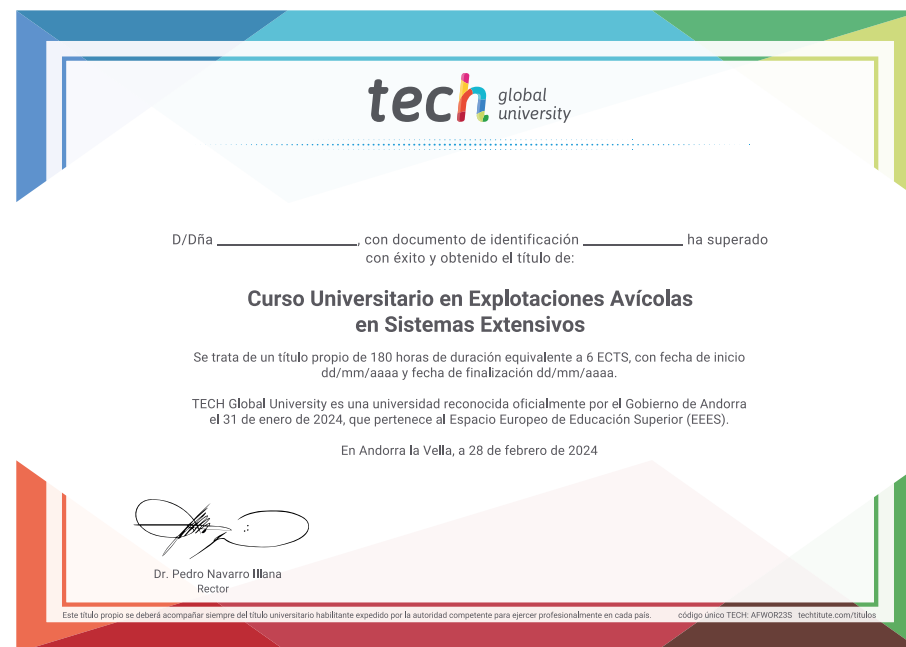 tech global university
D/Dña ____________, con documento de identificación ____________ ha superado
con éxito y obtenido el título de:
Curso Universitario en Explotaciones Avícolas
en Sistemas Extensivos
Se trata de un título propio de 180 horas de duración equivalente a 6 ECTS, con fecha de inicio
dd/mm/aaaa y fecha de finalización dd/mm/aaaa.
TECH Global University es una universidad reconocida oficialmente por el Gobierno de Andorra
el 31 de enero de 2024, que pertenece al Espacio Europeo de Educación Superior (EEES).
En Andorra la Vella, a 28 de febrero de 2024
Dr. Pedro Navarro Illana
Rector
Este título propio se deberá acompañar siempre del título universitario habilitante expedido por la autoridad competente para ejercer profesionalmente en cada país. código único TECH: AFWOR23S techtitute.com/titulos